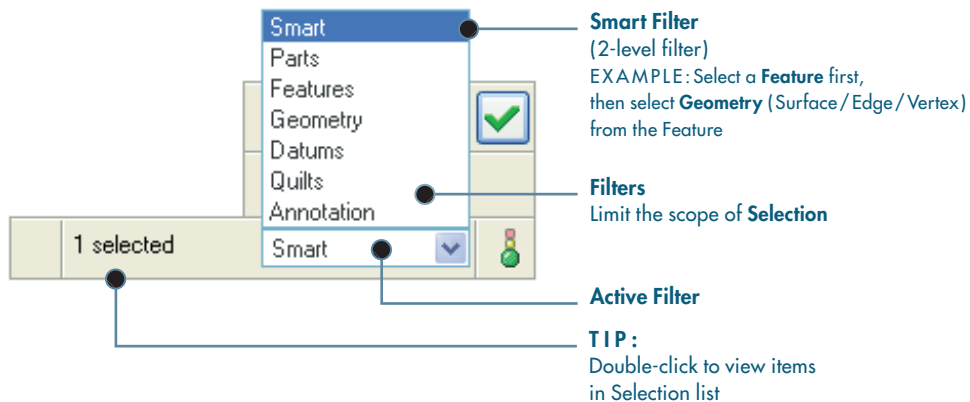 Smart
Parts
Features
Geometry
Datums
Quilts
Annotation
1 selected
Smart
Smart Filter
(2-level filter)
EXAMPLE: Select a Feature first,
then select Geometry (Surface/Edge/Vertex)
from the Feature
Filters
Limit the scope of Selection
Active Filter
TIP:
Double-click to view items
in Selection list